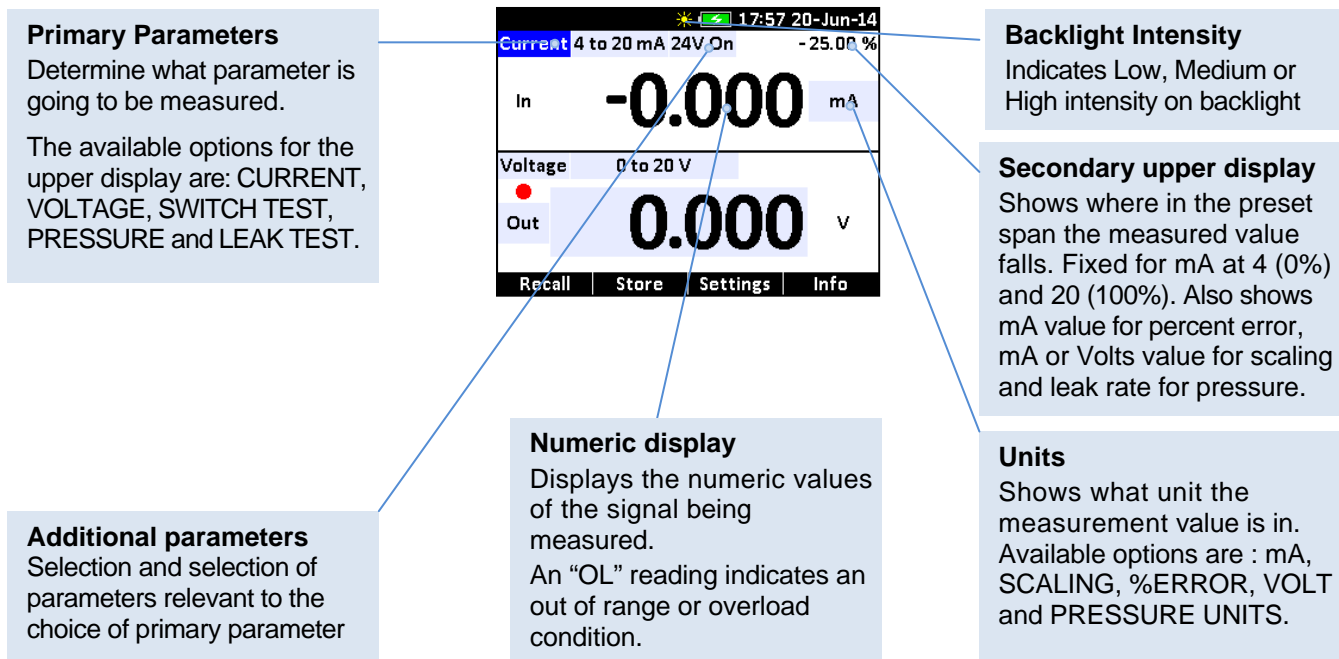 Primary Parameters
Determine what parameter is
going to be measured.
The available options for the
upper display are: CURRENT,
VOLTAGE, SWITCH TEST,
PRESSURE and LEAK TEST.
17:57 20-Jun-14
Current 4 to 20 mA 24V On -25.00 %
In -0.000 mA
Voltage 0 to 20 V
Out 0.000 V
Recall Store Settings Info
Backlight Intensity
Indicates Low, Medium or
High intensity on backlight
Secondary upper display
Shows where in the preset
span the measured value
falls. Fixed for mA at 4 (0%)
and 20 (100%). Also shows
mA value for percent error,
mA or Volts value for scaling
and leak rate for pressure.
Additional parameters
Selection and selection of
parameters relevant to the
choice of primary parameter
Numeric display
Displays the numeric values
of the signal being
measured.
An “OL” reading indicates an
out of range or overload
condition.
Units
Shows what unit the
measurement value is in.
Available options are : mA,
SCALING, %ERROR, VOLT
and PRESSURE UNITS.